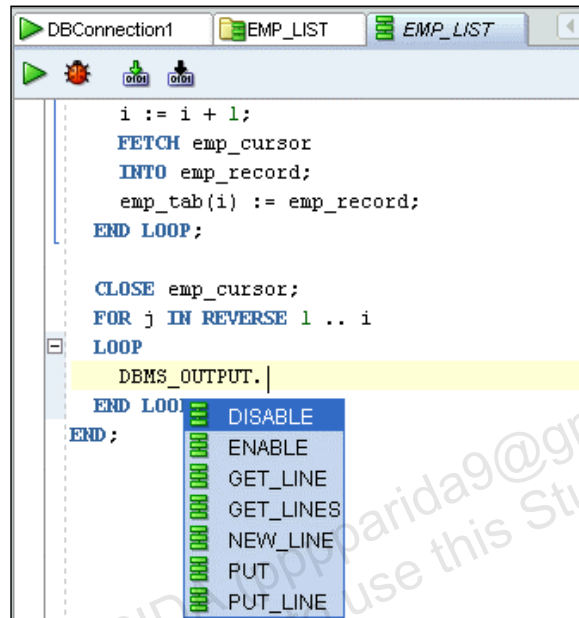 DBConnection1 EMP_LIST EMP_LIST
i := i + 1;
FETCH emp_cursor
INTO emp_record;
emp_tab(i) := emp_record;
END LOOP;
CLOSE emp_cursor;
FOR j IN REVERSE 1 .. i
LOOP
DBMS_OUTPUT.
END LOO
DISABLE
END;
ENABLE
GET_LINE
GET_LINES
NEW_LINE
PUT
PUT_LINE